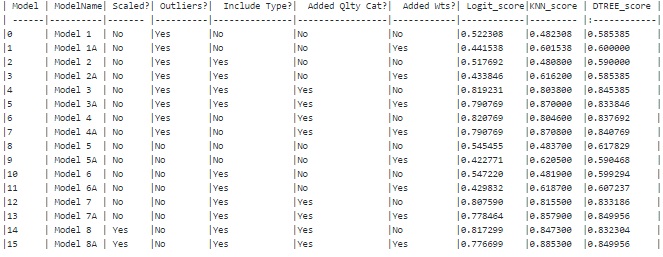 | Model | ModelName| Scaled?| Outliers?| Include Type?| Added Qlty Cat?| Added Wts?| Logit_score|KNN_score | DTREE_score
| ------| ---------|--------|----------|--------------|----------------|-----------|------------|----------|:----------
|0 | Model 1 | No |Yes |No |No |No |0.522308 |0.482308 |0.585385
|1 | Model 1A | No |Yes |No |No |Yes |0.441538 |0.601538 |0.600000
|2 | Model 2 | No |Yes |Yes |No |No |0.517692 |0.480800 |0.590000
|3 | Model 2A | No |Yes |Yes |No |Yes |0.433846 |0.616200 |0.585385
|4 | Model 3 | No |Yes |Yes |Yes |No |0.819231 |0.803080 |0.845385
|5 | Model 3A | No |Yes |Yes |Yes |Yes |0.790769 |0.870000 |0.833846
|6 | Model 4 | No |Yes |No |Yes |No |0.820769 |0.804600 |0.837692
|7 | Model 4A | No |Yes |No |Yes |Yes |0.790769 |0.870800 |0.840769
|8 | Model 5 | No |No |No |No |No |0.545455 |0.483700 |0.617829
|9 | Model 5A | No |No |No |No |Yes |0.422771 |0.620500 |0.590468
|10 | Model 6 | No |No |Yes |No |No |0.547220 |0.481900 |0.599294
|11 | Model 6A | No |No |Yes |No |Yes |0.429832 |0.618700 |0.607237
|12 | Model 7 | No |No |Yes |Yes |No |0.807590 |0.815500 |0.833186
|13 | Model 7A | No |No |Yes |Yes |Yes |0.778464 |0.857900 |0.849956
|14 | Model 8 | Yes |No |Yes |Yes |No |0.817299 |0.847300 |0.832304
|15 | Model 8A | Yes |No |Yes |Yes |Yes |0.776699 |0.885300 |0.849956